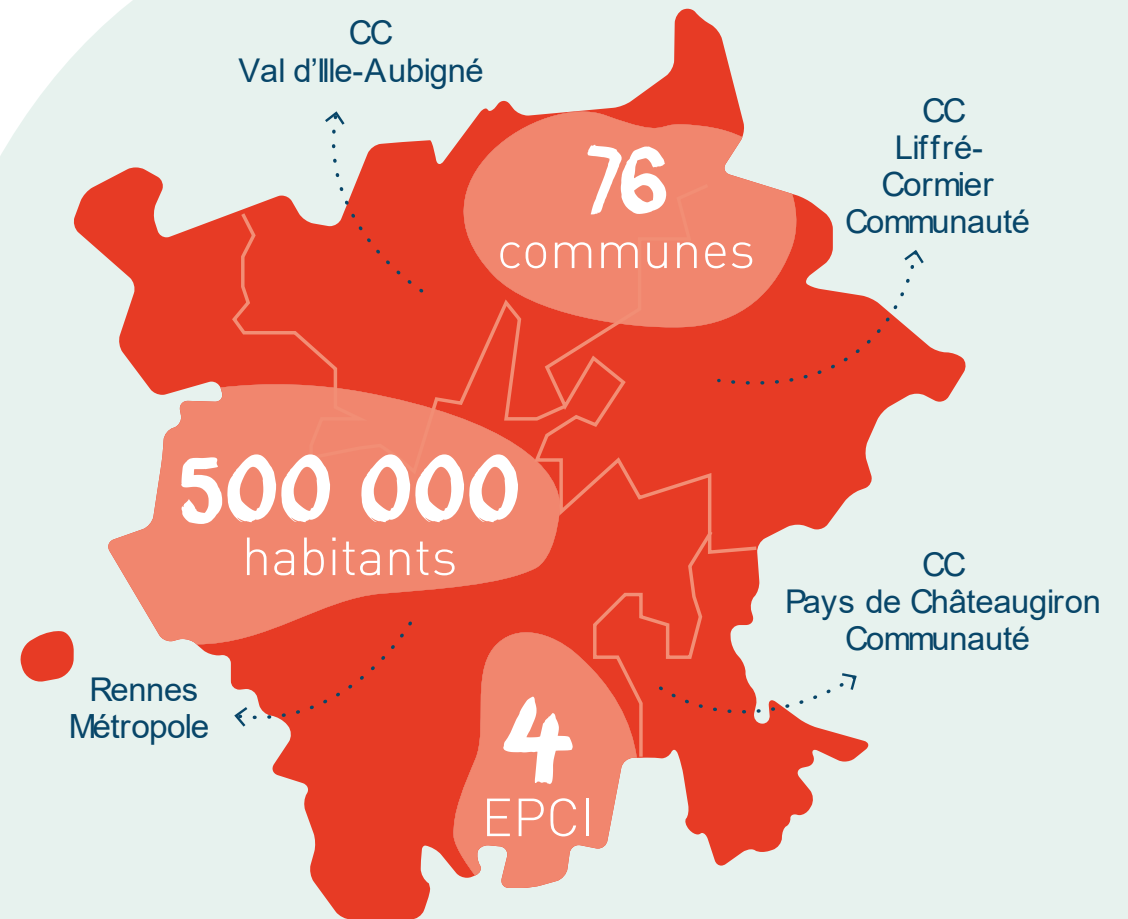 CC
Val d'Ille-Aubigné
CC
Liffré-
Cormier
Communauté
76
communes
500 000
habitants
CC
Pays de Châteaugiron
Communauté
Rennes
Métropole
4
EPCI